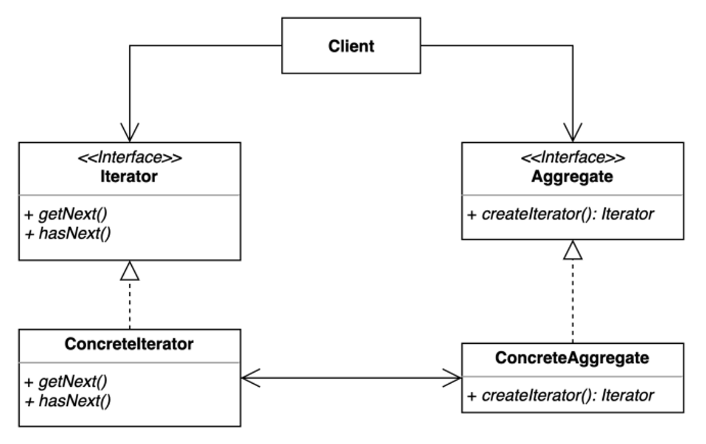 Client
<<Interface>>
Iterator
+ getNext()
+ hasNext()
<<Interface>>
Aggregate
+ createIterator(): Iterator
ConcreteIterator
+ getNext()
+ hasNext()
ConcreteAggregate
+ createIterator(): Iterator